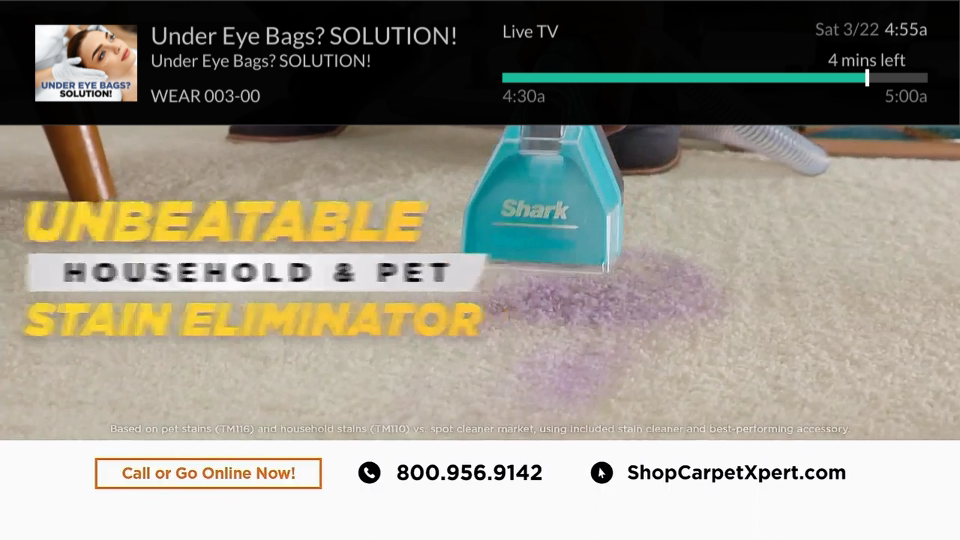 Under Eye Bags? SOLUTION!
Under Eye Bags? SOLUTION!
WEAR 003-00
UNDER EYE BAGS?
SOLUTION!
Live TV
Sat 3/22 4:55a
4 mins left
4:30a
5:00a
Shark
UNBEATABLE
HOUSEHOLD & PET
STAIN ELIMINATOR
Based on pet stains (TM116) and household stains (TM110) vs. spot cleaner market, using included stain cleaner and best-performing accessory.
Call or Go Online Now!
800.956.9142
ShopCarpetXpert.com